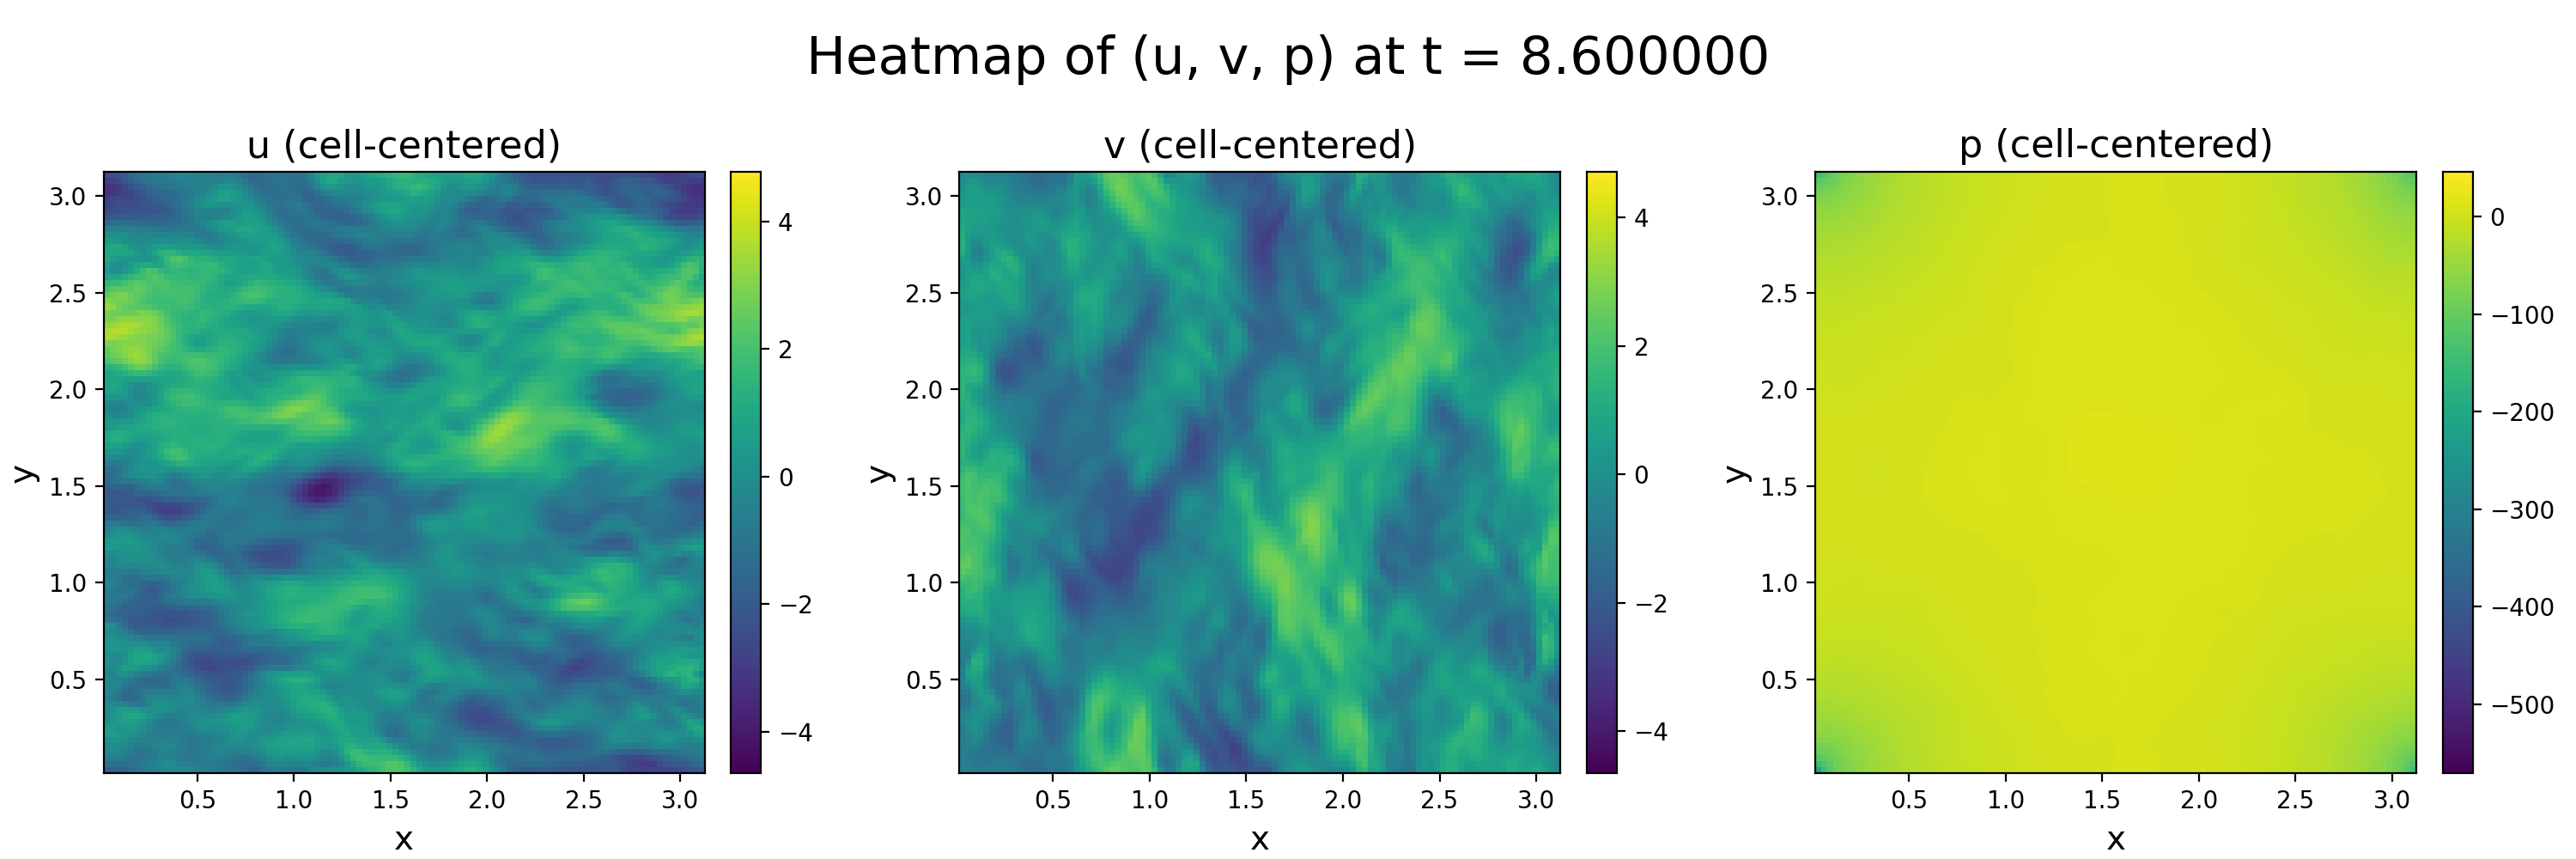 Heatmap of (u, v, p) at t = 8.600000
u (cell-centered)
v (cell-centered)
p (cell-centered)
3.0
2.5
2.0
1.5
1.0
0.5
y
0.5 1.0 1.5 2.0 2.5 3.0
x
4
2
0
−2
−4
3.0
2.5
2.0
1.5
1.0
0.5
y
0.5 1.0 1.5 2.0 2.5 3.0
x
4
2
0
−2
−4
3.0
2.5
2.0
1.5
1.0
0.5
y
0.5 1.0 1.5 2.0 2.5 3.0
x
0
−100
−200
−300
−400
−500